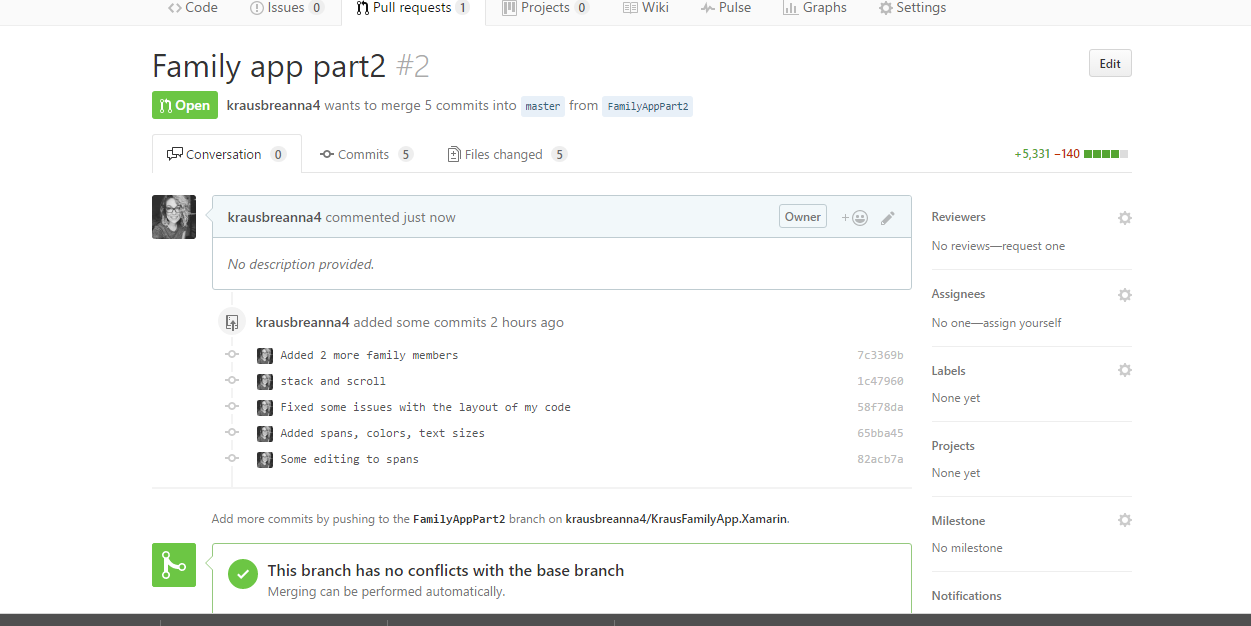 Code Issues 0 Pull requests 1 Projects 0 Wiki Pulse Graphs Settings
Family app part2 #2
Edit
Open krausbreanna4 wants to merge 5 commits into master from FamilyAppPart2
Conversation 0 Commits 5 Files changed 5 +5,331 −140
krausbreanna4 commented just now Owner +
No description provided.
krausbreanna4 added some commits 2 hours ago
Added 2 more family members 7c3369b
stack and scroll 1c47960
Fixed some issues with the layout of my code 58f78da
Added spans, colors, text sizes 65bba45
Some editing to spans 82acb7a
Add more commits by pushing to the FamilyAppPart2 branch on krausbreanna4/KrausFamilyApp.Xamarin.
This branch has no conflicts with the base branch
Merging can be performed automatically.
Reviewers
No reviews—request one
Assignees
No one—assign yourself
Labels
None yet
Projects
None yet
Milestone
No milestone
Notifications